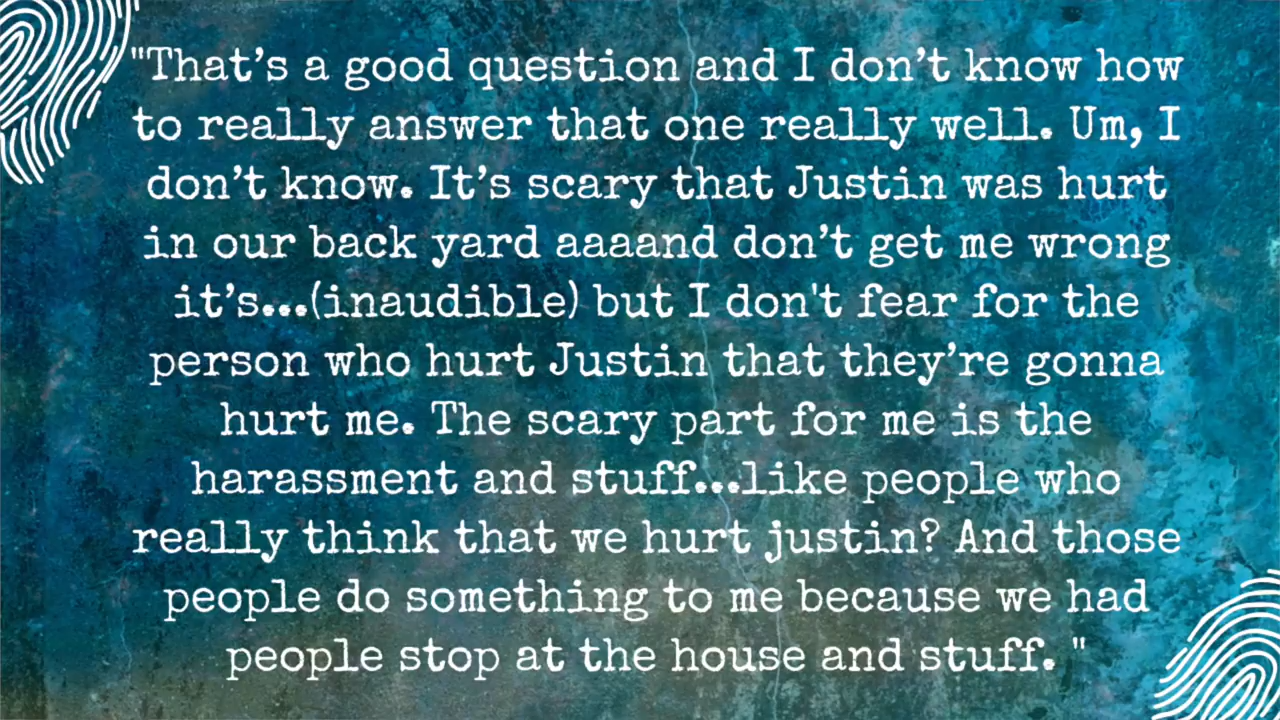 "That’s a good question and I don’t know how
to really answer that one really well. Um, I
don’t know. It’s scary that Justin was hurt
in our back yard aaaand don’t get me wrong
it’s...(inaudible) but I don't fear for the
person who hurt Justin that they’re gonna
hurt me. The scary part for me is the
harassment and stuff...like people who
really think that we hurt justin? And those
people do something to me because we had
people stop at the house and stuff. "